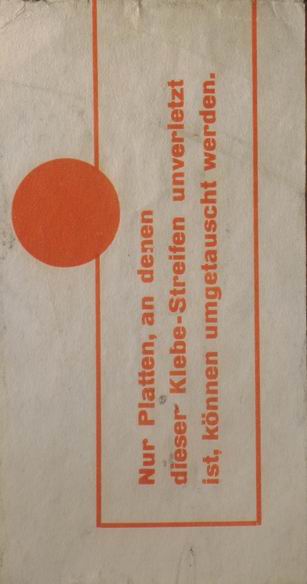 Nur Platten, an denen
dieser Klebe-Streifen unverletzt
ist, können umgetauscht werden.